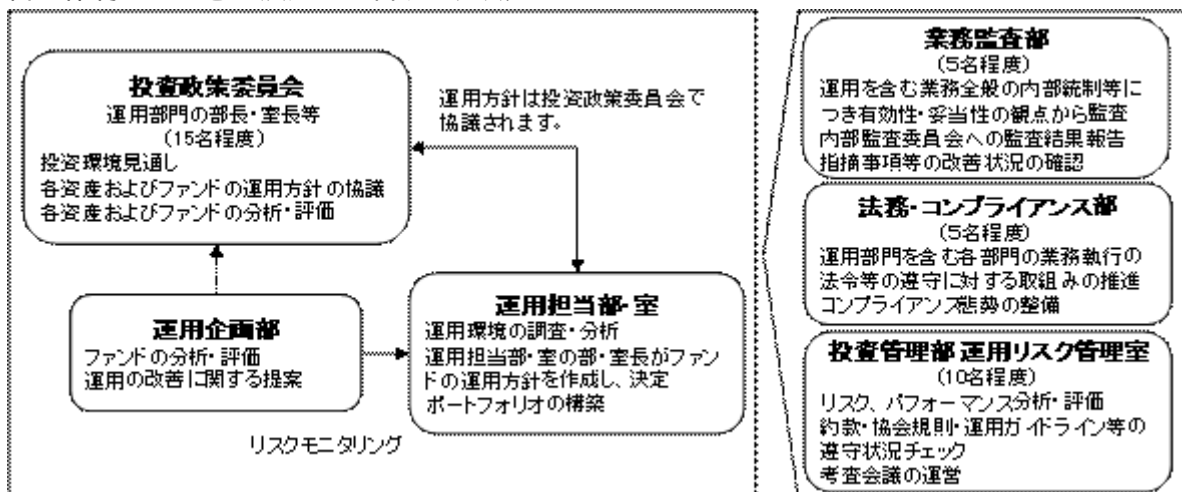 投資政策委員会
運用部門の部長・室長等
(15名程度)
投資環境見通し
各資産およびファンドの運用方針の協議
各資産およびファンドの分析・評価
運用方針は投資政策委員会で
協議されます。
運用企画部
ファンドの分析・評価
運用の改善に関する提案
運用担当部・室
運用環境の調査・分析
運用担当部・室の部・室長がファン
ドの運用方針を作成し、決定
ポートフォリオの構築
リスクモニタリング
業務監査部
(5名程度)
運用を含む業務全般の内部統制等に
つき有効性・妥当性の観点から監査
内部監査委員会への監査結果報告
指摘事項等の改善状況の確認
法務・コンプライアンス部
(5名程度)
運用部門を含む各部門の業務執行の
法令等の遵守に対する取組みの推進
コンプライアンス態勢の整備
投資管理部 運用リスク管理室
(10名程度)
リスク、パフォーマンス分析・評価
約款・協会規則・運用ガイドライン等の
遵守状況チェック
考査会議の運営